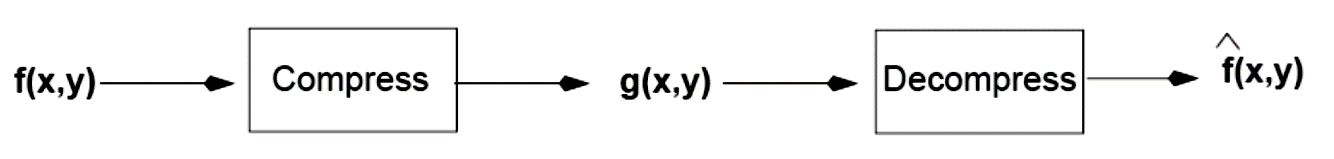 f(x,y) Compress g(x,y) Decompress f̂(x,y)